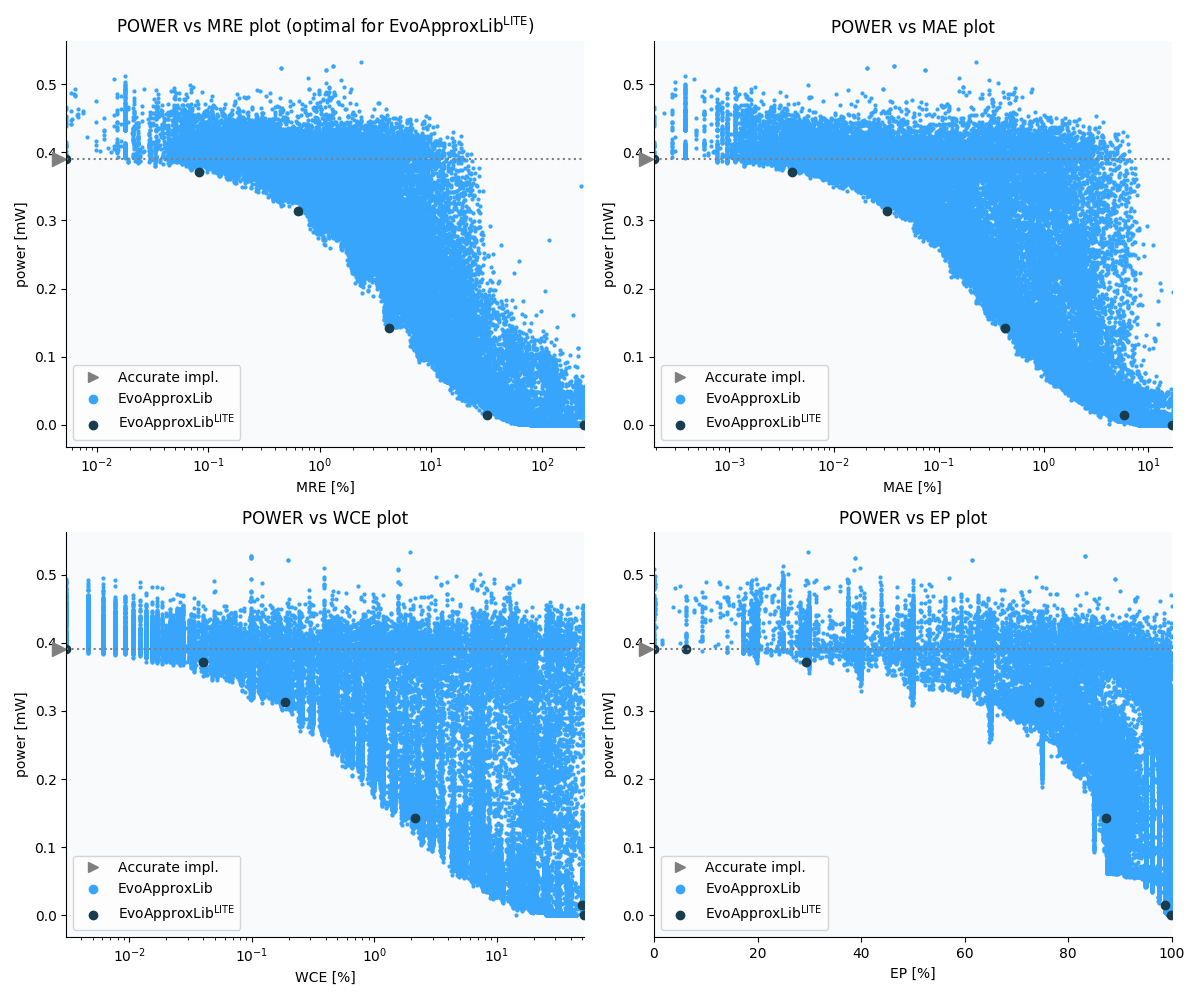 POWER vs MRE plot (optimal for EvoApproxLib^LITE)
0.5
0.4
0.3
0.2
0.1
0.0
power [mW]
Accurate impl.
EvoApproxLib
EvoApproxLib^LITE
10^−2
10^−1
10^0
10^1
10^2
MRE [%]
POWER vs MAE plot
0.5
0.4
0.3
0.2
0.1
0.0
power [mW]
Accurate impl.
EvoApproxLib
EvoApproxLib^LITE
10^−3
10^−2
10^−1
10^0
10^1
MAE [%]
POWER vs WCE plot
0.5
0.4
0.3
0.2
0.1
0.0
power [mW]
Accurate impl.
EvoApproxLib
EvoApproxLib^LITE
10^−2
10^−1
10^0
10^1
WCE [%]
POWER vs EP plot
0.5
0.4
0.3
0.2
0.1
0.0
power [mW]
Accurate impl.
EvoApproxLib
EvoApproxLib^LITE
0
20
40
60
80
100
EP [%]